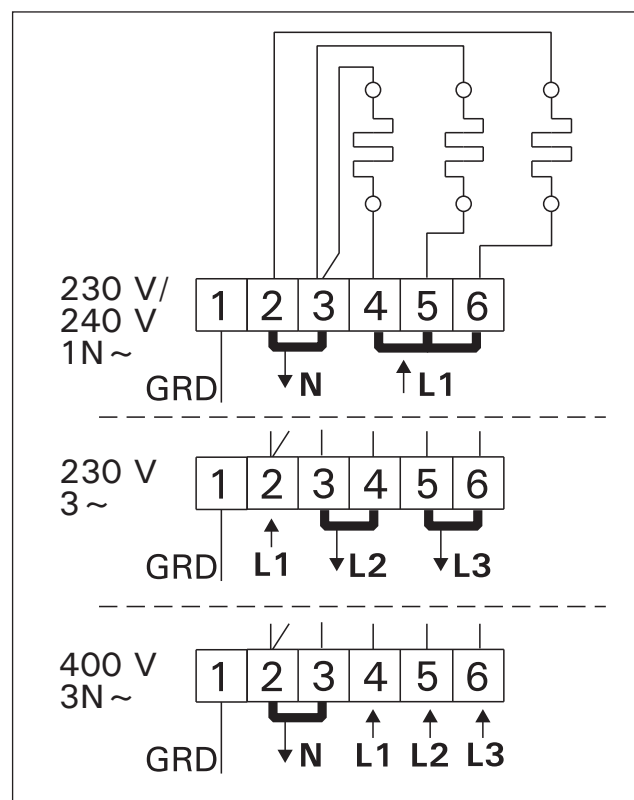 230 V/
240 V
1N ~
1 2 3 4 5 6
GRD N L1
230 V
3 ~
1 2 3 4 5 6
GRD L1 L2 L3
400 V
3N ~
1 2 3 4 5 6
GRD N L1 L2 L3